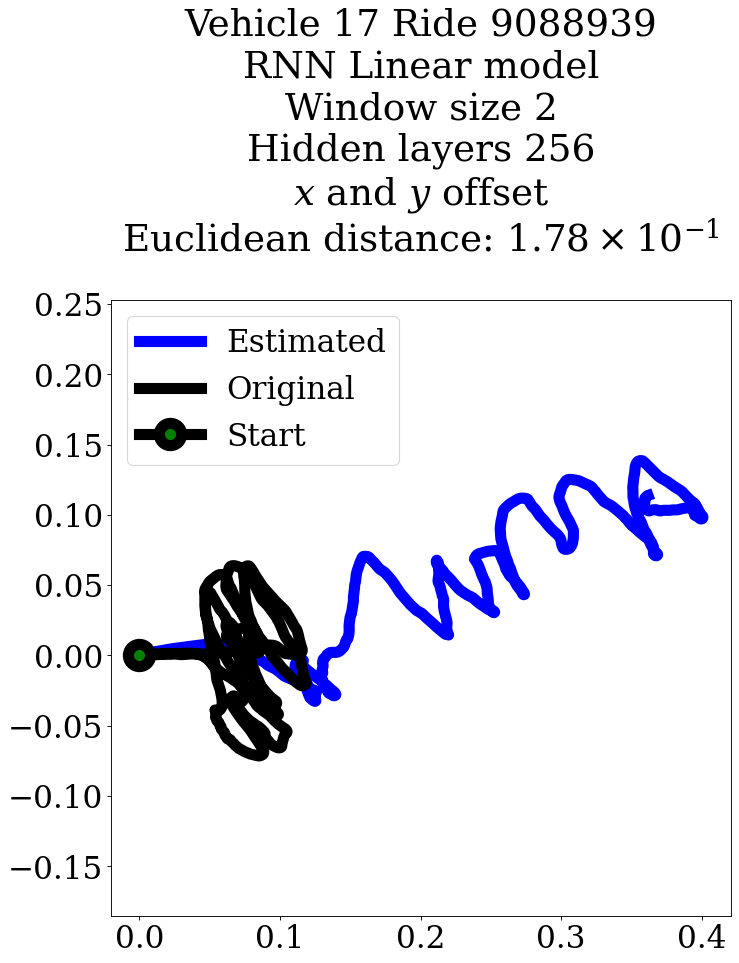 Vehicle 17 Ride 9088939
RNN Linear model
Window size 2
Hidden layers 256
x and y offset
Euclidean distance: 1.78 × 10⁻¹
Estimated
Original
Start
0.25
0.20
0.15
0.10
0.05
0.00
−0.05
−0.10
−0.15
0.0 0.1 0.2 0.3 0.4